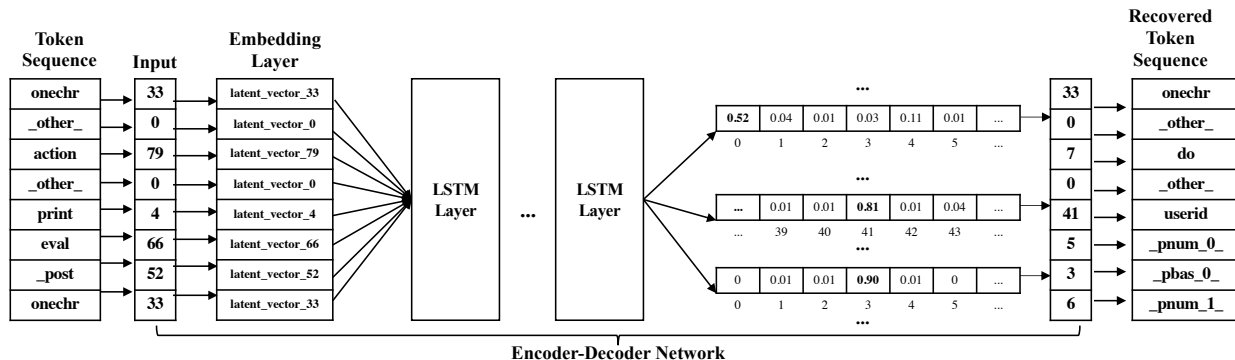 Token
Sequence
Input
Embedding
Layer
Recovered
Token
Sequence
onechr
_other_
action
_other_
print
eval
_post
onechr
33
0
79
0
4
66
52
33
latent_vector_33
latent_vector_0
latent_vector_79
latent_vector_0
latent_vector_4
latent_vector_66
latent_vector_52
latent_vector_33
LSTM
Layer
...
LSTM
Layer
...
0.52 0.04 0.01 0.03 0.11 0.01 ...
0 1 2 3 4 5 ...
...
... 0.01 0.01 0.81 0.01 0.04 ...
... 39 40 41 42 43 ...
...
0 0.01 0.01 0.90 0.01 0 ...
0 1 2 3 4 5 ...
...
33
0
7
0
41
5
3
6
onechr
_other_
do
_other_
userid
_pnum_0_
_pbas_0_
_pnum_1_
Encoder-Decoder Network